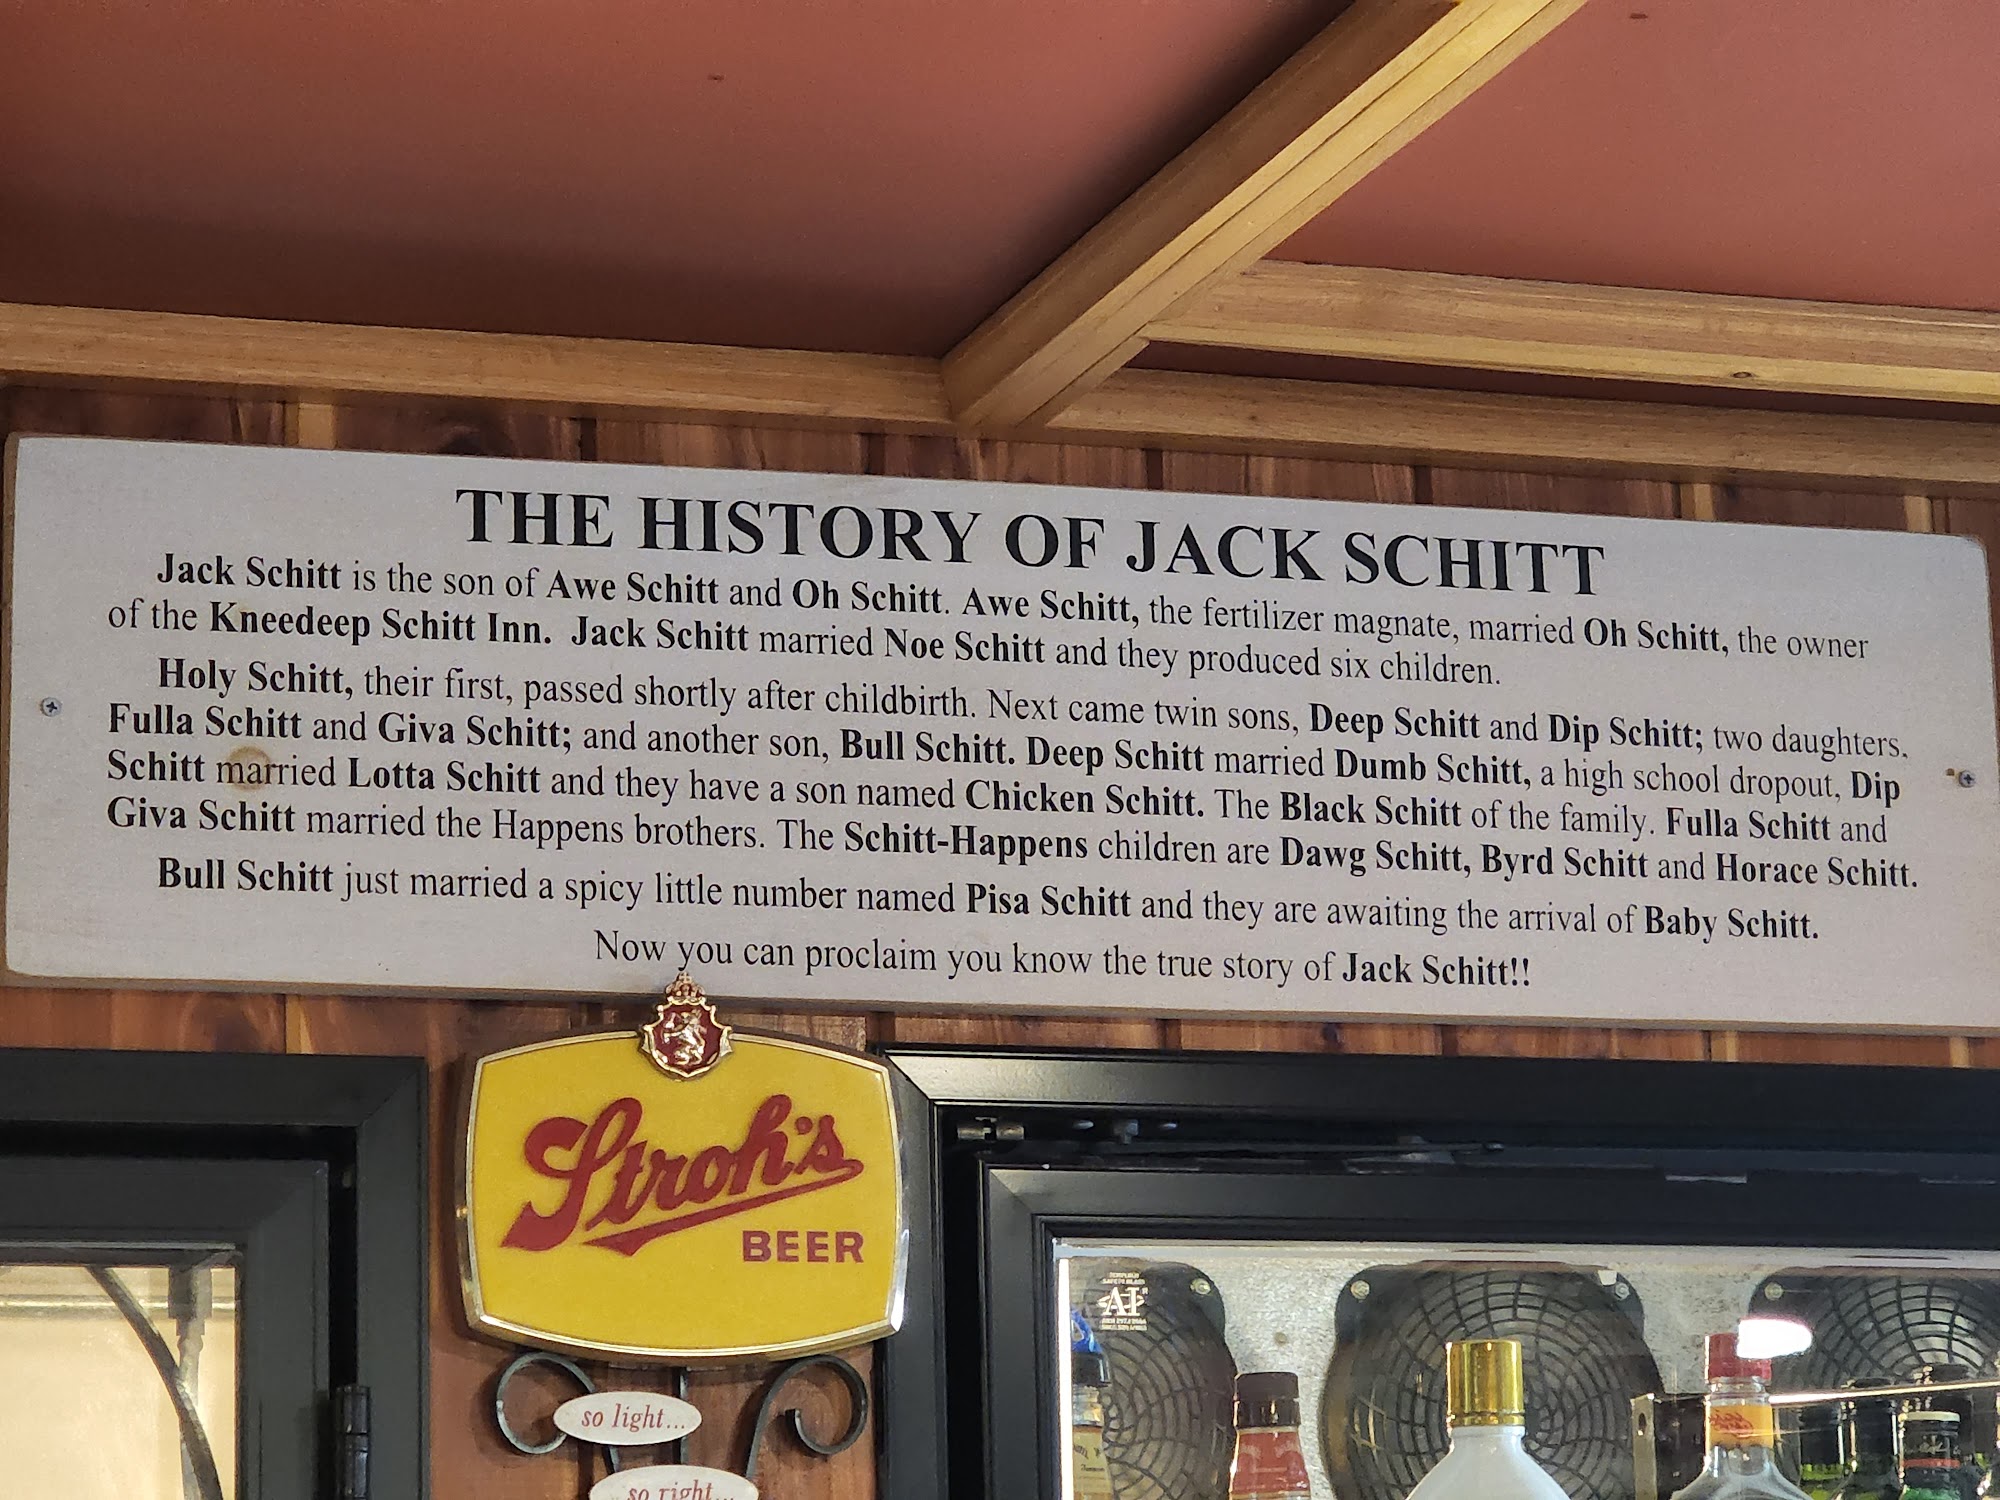 THE HISTORY OF JACK SCHITT
Jack Schitt is the son of Awe Schitt and Oh Schitt. Awe Schitt, the fertilizer magnate, married Oh Schitt, the owner
of the Kneedeep Schitt Inn. Jack Schitt married Noe Schitt and they produced six children.
Holy Schitt, their first, passed shortly after childbirth. Next came twin sons, Deep Schitt and Dip Schitt; two daughters,
Fulla Schitt and Giva Schitt; and another son, Bull Schitt. Deep Schitt married Dumb Schitt, a high school dropout, Dip
Schitt married Lotta Schitt and they have a son named Chicken Schitt. The Black Schitt of the family. Fulla Schitt and
Giva Schitt married the Happens brothers. The Schitt-Happens children are Dawg Schitt, Byrd Schitt and Horace Schitt.
Bull Schitt just married a spicy little number named Pisa Schitt and they are awaiting the arrival of Baby Schitt.
Now you can proclaim you know the true story of Jack Schitt!!
Stroh's
BEER
so light...
so right...
AI